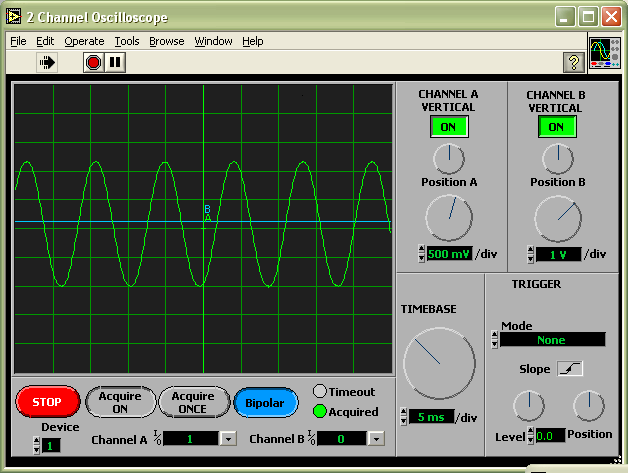 2 Channel Oscilloscope
File Edit Operate Tools Browse Window Help
?
CHANNEL A
VERTICAL
ON
Position A
500 mV /div
CHANNEL B
VERTICAL
ON
Position B
1 V /div
B
A
TIMEBASE
5 ms /div
TRIGGER
Mode
None
Slope
Level 0.0 Position
STOP
Acquire
ON
Acquire
ONCE
Bipolar
Timeout
Acquired
Device
1
Channel A I/O 1
Channel B I/O 0